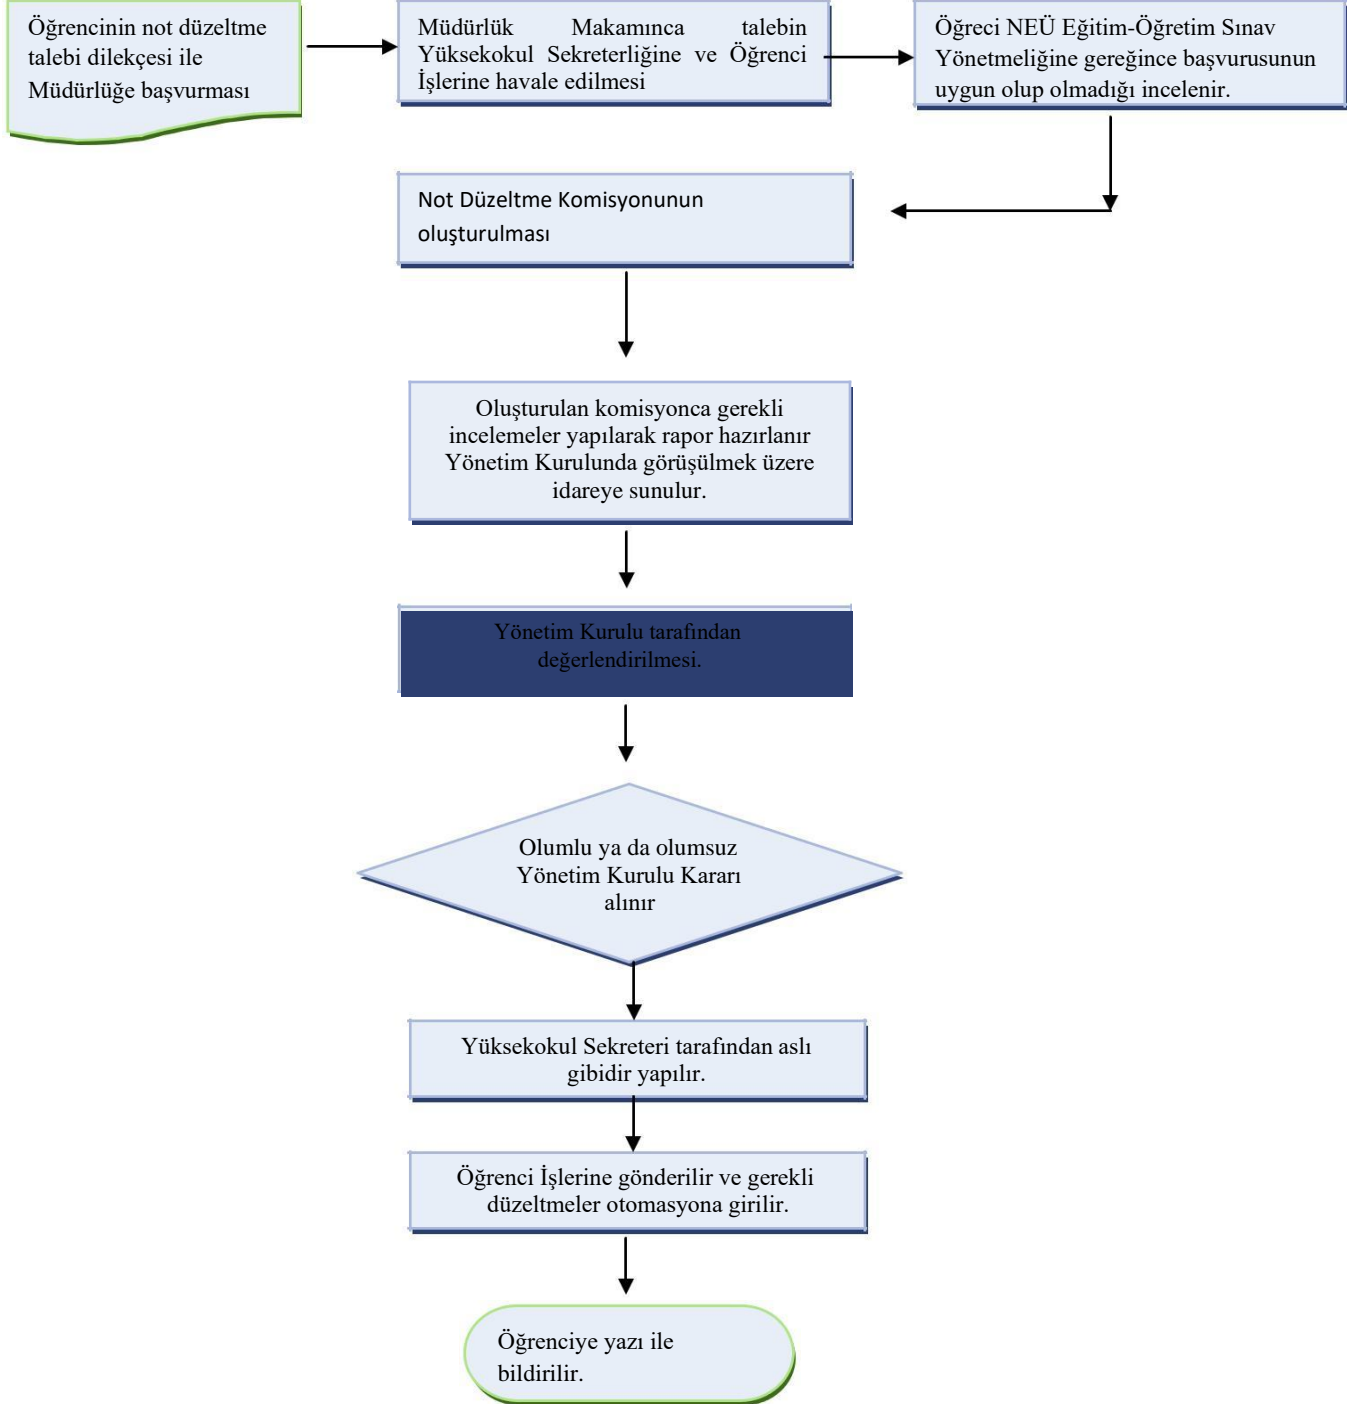 Öğrencinin not düzeltme
talebi dilekçesi ile
Müdürlüğe başvurması
Müdürlük Makamınca talebin
Yüksekokul Sekreterliğine ve Öğrenci
İşlerine havale edilmesi
Öğreci NEÜ Eğitim-Öğretim Sınav
Yönetmeliğine gereğince başvurusunun
uygun olup olmadığı incelenir.
Not Düzeltme Komisyonunun
oluşturulması
Oluşturulan komisyonca gerekli
incelemeler yapılarak rapor hazırlanır
Yönetim Kurulunda görüşülmek üzere
idareye sunulur.
Yönetim Kurulu tarafından
değerlendirilmesi.
Olumlu ya da olumsuz
Yönetim Kurulu Kararı
alınır
Yüksekokul Sekreteri tarafından aslı
gibidir yapılır.
Öğrenci İşlerine gönderilir ve gerekli
düzeltmeler otomasyona girilir.
Öğrenciye yazı ile
bildirilir.